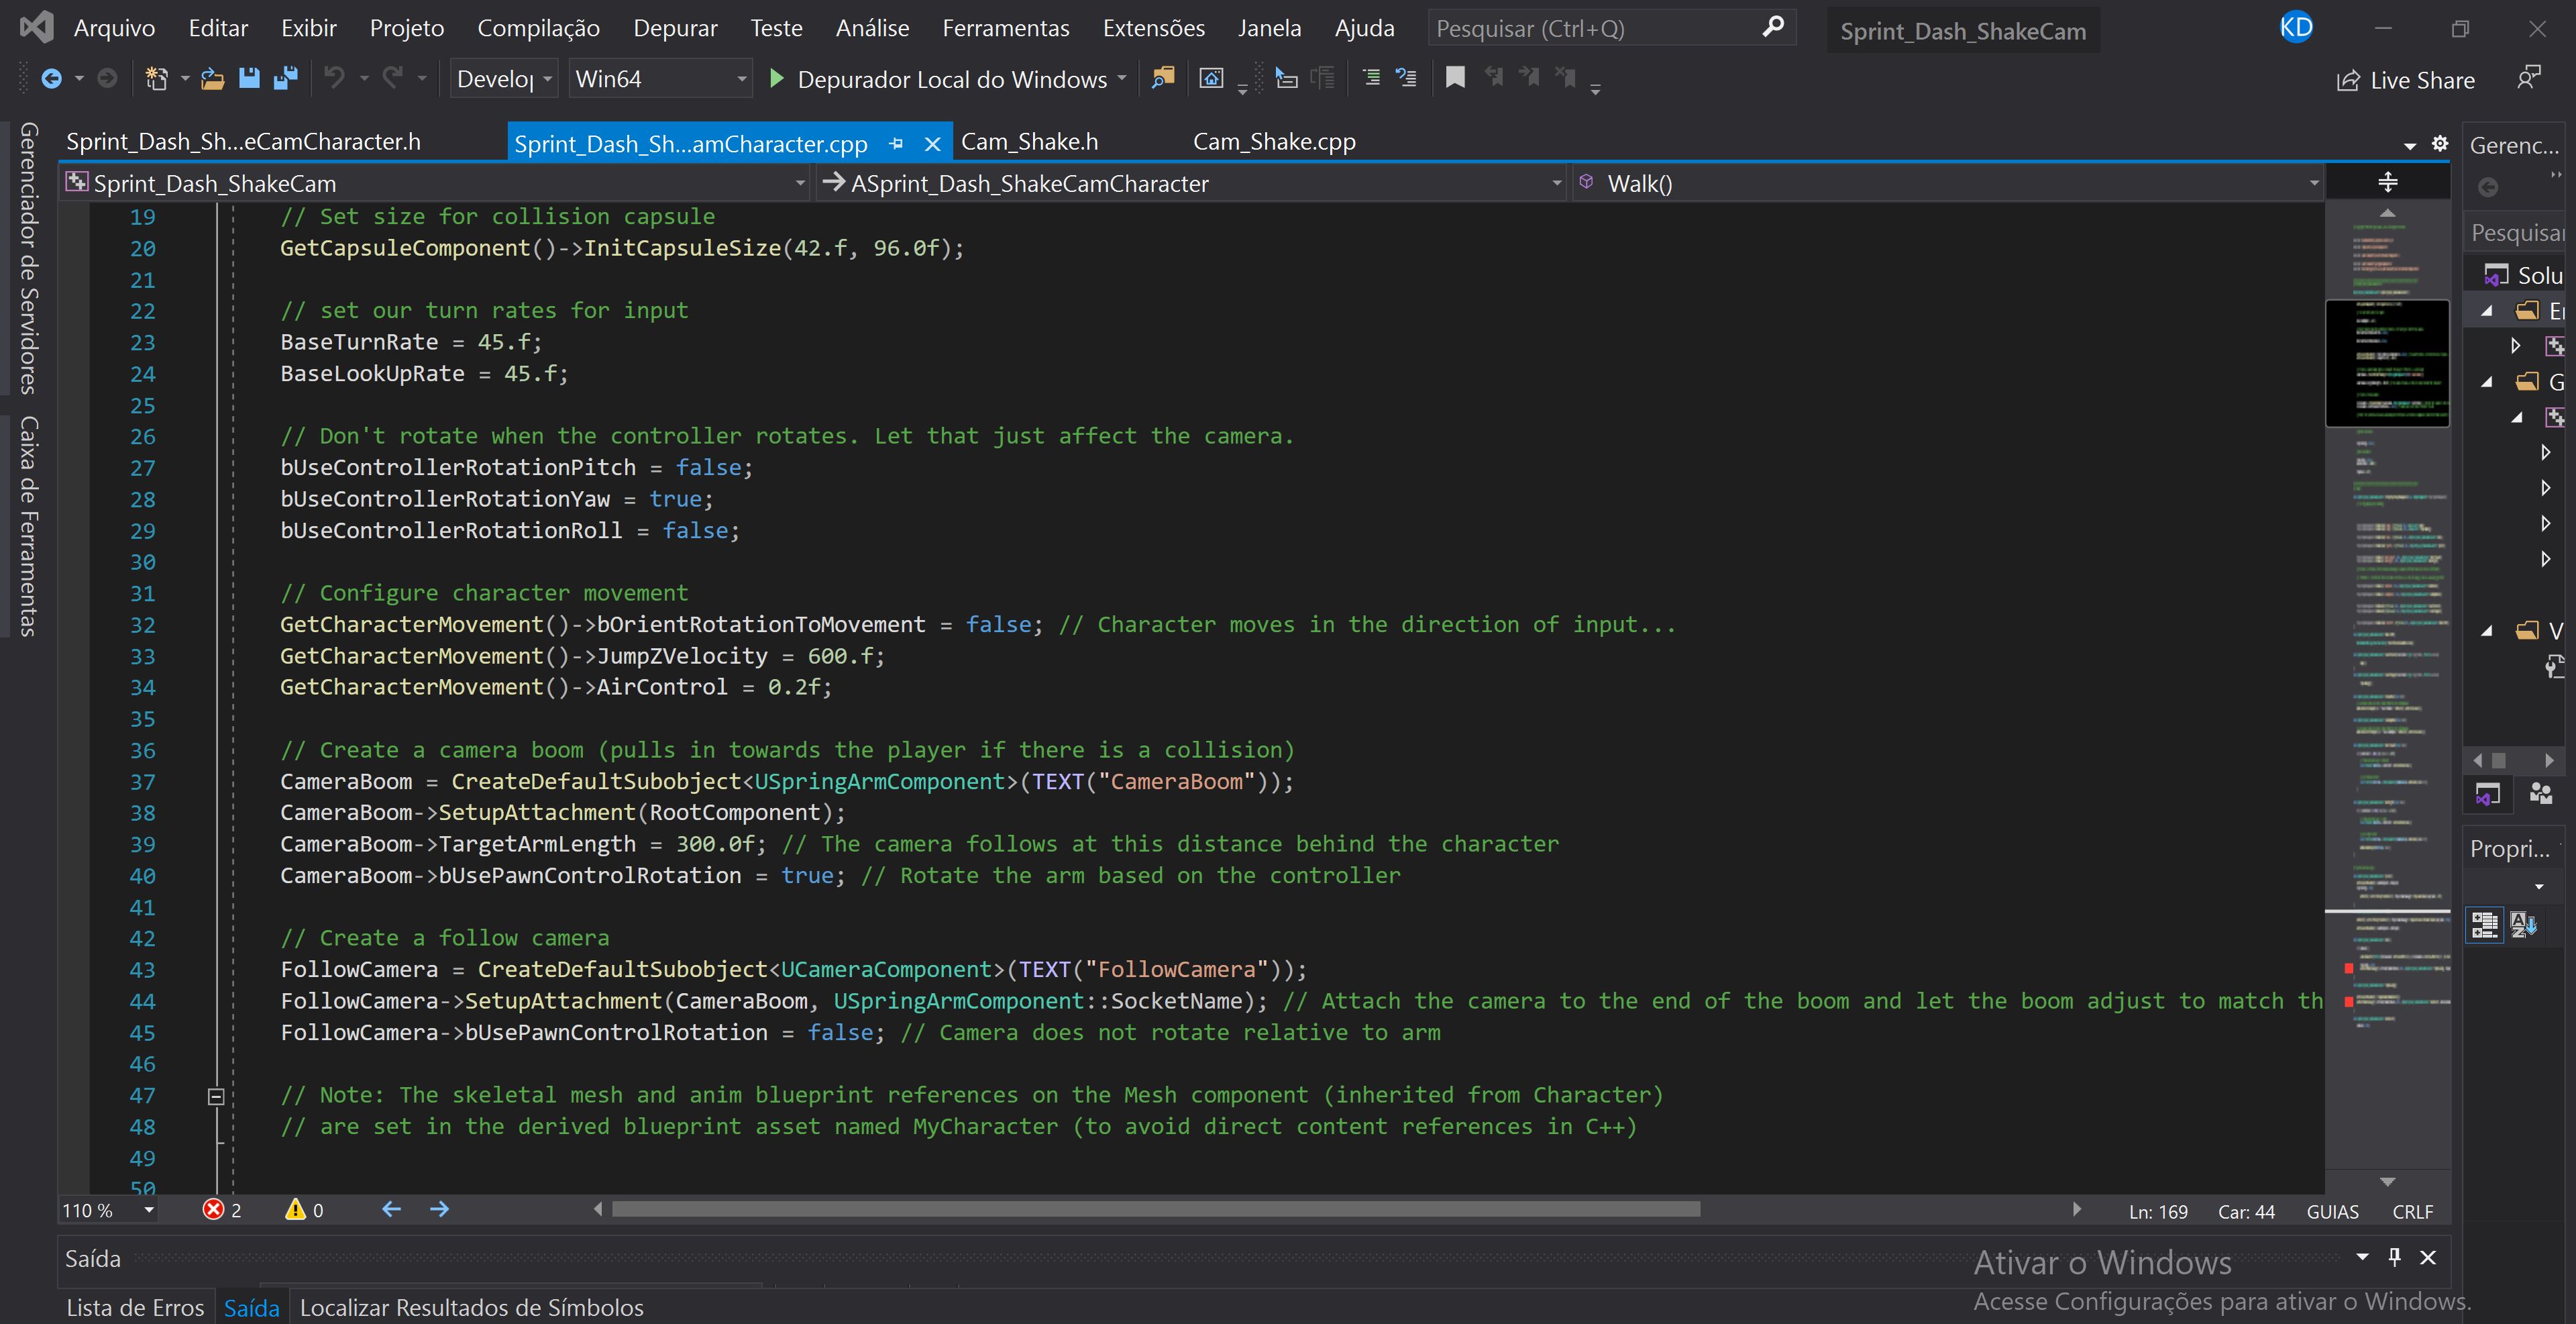 Arquivo Editar Exibir Projeto Compilação Depurar Teste Análise Ferramentas Extensões Janela Ajuda Pesquisar (Ctrl+Q) Sprint_Dash_ShakeCam KD
Develo Win64 Depurador Local do Windows Live Share
Sprint_Dash_Sh...eCamCharacter.h Sprint_Dash_Sh...amCharacter.cpp Cam_Shake.h Cam_Shake.cpp Gerenc...
Sprint_Dash_ShakeCam ASprint_Dash_ShakeCamCharacter Walk()
Gerenciador de Servidores
Caixa de Ferramentas
19 // Set size for collision capsule
20 GetCapsuleComponent()->InitCapsuleSize(42.f, 96.0f);
21
22 // set our turn rates for input
23 BaseTurnRate = 45.f;
24 BaseLookUpRate = 45.f;
25
26 // Don't rotate when the controller rotates. Let that just affect the camera.
27 bUseControllerRotationPitch = false;
28 bUseControllerRotationYaw = true;
29 bUseControllerRotationRoll = false;
30
31 // Configure character movement
32 GetCharacterMovement()->bOrientRotationToMovement = false; // Character moves in the direction of input...
33 GetCharacterMovement()->JumpZVelocity = 600.f;
34 GetCharacterMovement()->AirControl = 0.2f;
35
36 // Create a camera boom (pulls in towards the player if there is a collision)
37 CameraBoom = CreateDefaultSubobject<USpringArmComponent>(TEXT("CameraBoom"));
38 CameraBoom->SetupAttachment(RootComponent);
39 CameraBoom->TargetArmLength = 300.0f; // The camera follows at this distance behind the character
40 CameraBoom->bUsePawnControlRotation = true; // Rotate the arm based on the controller
41
42 // Create a follow camera
43 FollowCamera = CreateDefaultSubobject<UCameraComponent>(TEXT("FollowCamera"));
44 FollowCamera->SetupAttachment(CameraBoom, USpringArmComponent::SocketName); // Attach the camera to the end of the boom and let the boom adjust to match th
45 FollowCamera->bUsePawnControlRotation = false; // Camera does not rotate relative to arm
46
47 // Note: The skeletal mesh and anim blueprint references on the Mesh component (inherited from Character)
48 // are set in the derived blueprint asset named MyCharacter (to avoid direct content references in C++)
49
50
Pesquisar
Solu
G
V
Propri...
110 % 2 0 Ln: 169 Car: 44 GUIAS CRLF
Saída
Lista de Erros Saída Localizar Resultados de Símbolos
Ativar o Windows
Acesse Configurações para ativar o Windows.